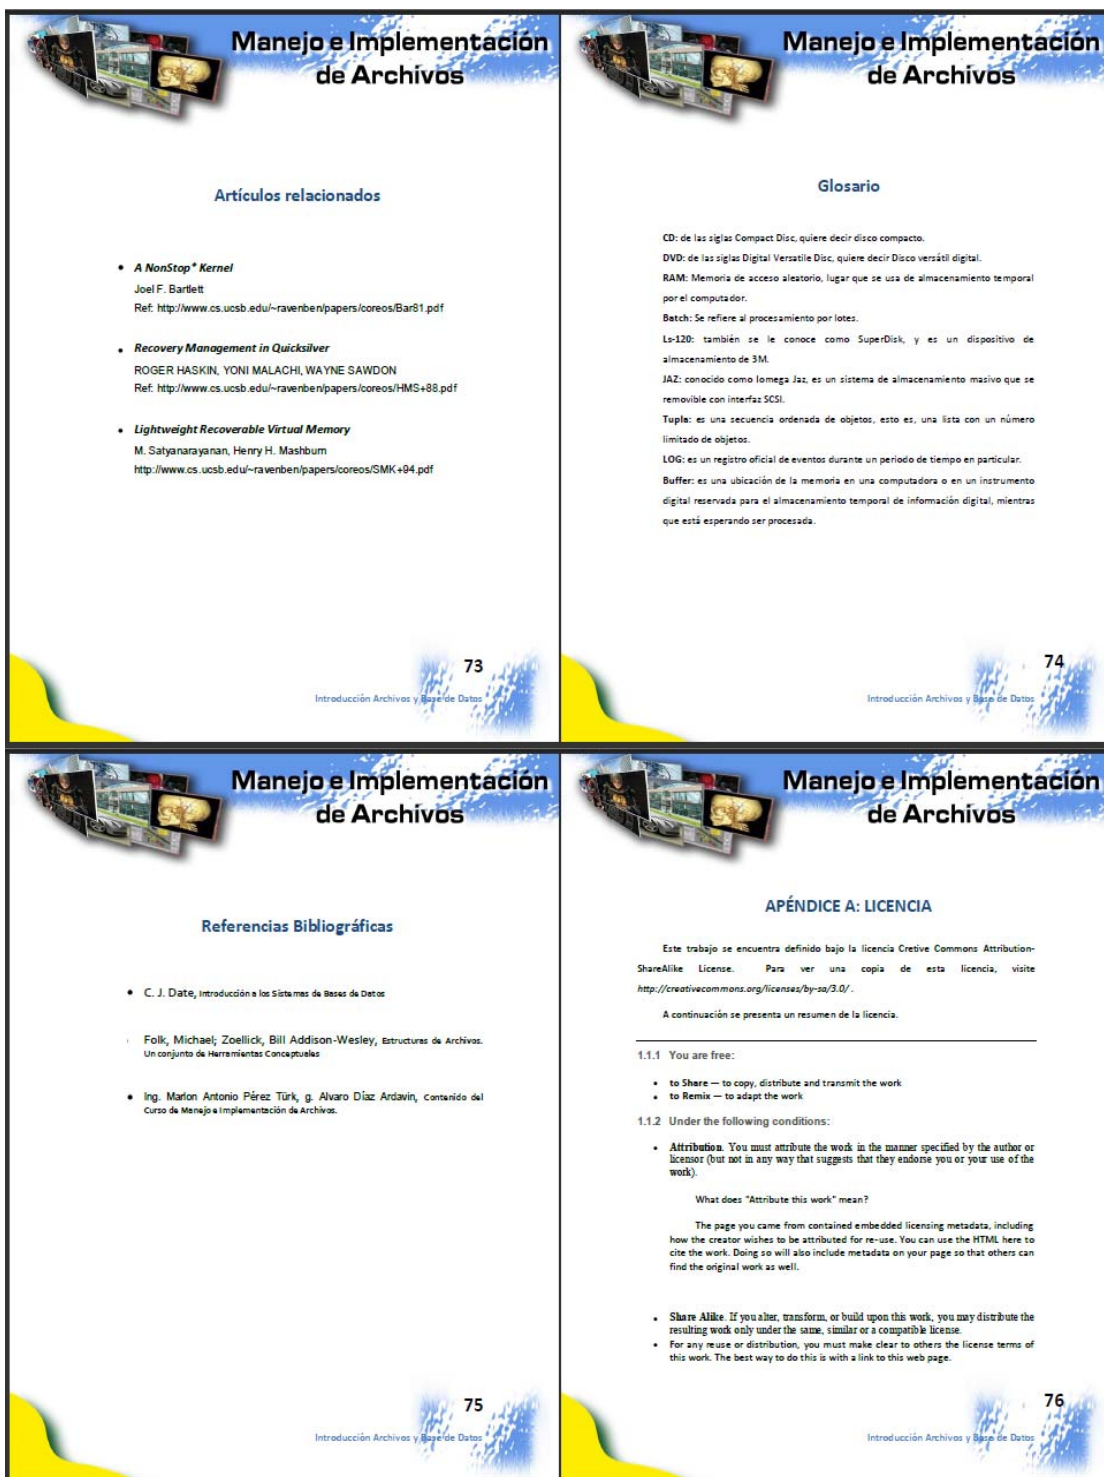 Manejo e Implementación
de Archivos
Artículos relacionados
• A NonStop* Kernel
Joel F. Bartlett
Ref: http://www.cs.ucsb.edu/~ravenben/papers/coreos/Bar81.pdf
• Recovery Management in Quicksilver
ROGER HASKIN, YONI MALACHI, WAYNE SAWDON
Ref: http://www.cs.ucsb.edu/~ravenben/papers/coreos/HMS+88.pdf
• Lightweight Recoverable Virtual Memory
M. Satyanarayanan, Henry H. Mashburn
http://www.cs.ucsb.edu/~ravenben/papers/coreos/SMK+94.pdf
73
Introducción Archivos y Base de Datos
Manejo e Implementación
de Archivos
Glosario
CD: de las siglas Compact Disc, quiere decir disco compacto.
DVD: de las siglas Digital Versatile Disc, quiere decir Disco versátil digital.
RAM: Memoria de acceso aleatorio, lugar que se usa de almacenamiento temporal
por el computador.
Batch: Se refiere al procesamiento por lotes.
Ls-120: también se le conoce como SuperDisk, y es un dispositivo de
almacenamiento de 3M.
JAZ: conocido como Iomega Jaz, es un sistema de almacenamiento masivo que se
removible con interfaz SCSI.
Tupla: es una secuencia ordenada de objetos, esto es, una lista con un número
limitado de objetos.
LOG: es un registro oficial de eventos durante un periodo de tiempo en particular.
Buffer: es una ubicación de la memoria en una computadora o en un instrumento
digital reservada para el almacenamiento temporal de información digital, mientras
que está esperando ser procesada.
74
Introducción Archivos y Base de Datos
Manejo e Implementación
de Archivos
Referencias Bibliográficas
• C. J. Date, Introducción a los Sistemas de Bases de Datos
Folk, Michael; Zoellick, Bill Addison-Wesley, Estructuras de Archivos.
Un conjunto de Herramientas Conceptuales
• Ing. Marlon Antonio Pérez Türk, g. Alvaro Díaz Ardavin, Contenido del
Curso de Manejo e Implementación de Archivos.
75
Introducción Archivos y Base de Datos
Manejo e Implementación
de Archivos
APÉNDICE A: LICENCIA
Este trabajo se encuentra definido bajo la licencia Cretive Commons Attribution-
ShareAlike License. Para ver una copia de esta licencia, visite
http://creativecommons.org/licenses/by-sa/3.0/ .
A continuación se presenta un resumen de la licencia.
1.1.1 You are free:
• to Share — to copy, distribute and transmit the work
• to Remix — to adapt the work
1.1.2 Under the following conditions:
• Attribution. You must attribute the work in the manner specified by the author or
licensor (but not in any way that suggests that they endorse you or your use of the
work).
What does "Attribute this work" mean?
The page you came from contained embedded licensing metadata, including
how the creator wishes to be attributed for re-use. You can use the HTML here to
cite the work. Doing so will also include metadata on your page so that others can
find the original work as well.
• Share Alike. If you alter, transform, or build upon this work, you may distribute the
resulting work only under the same, similar or a compatible license.
• For any reuse or distribution, you must make clear to others the license terms of
this work. The best way to do this is with a link to this web page.
76
Introducción Archivos y Base de Datos